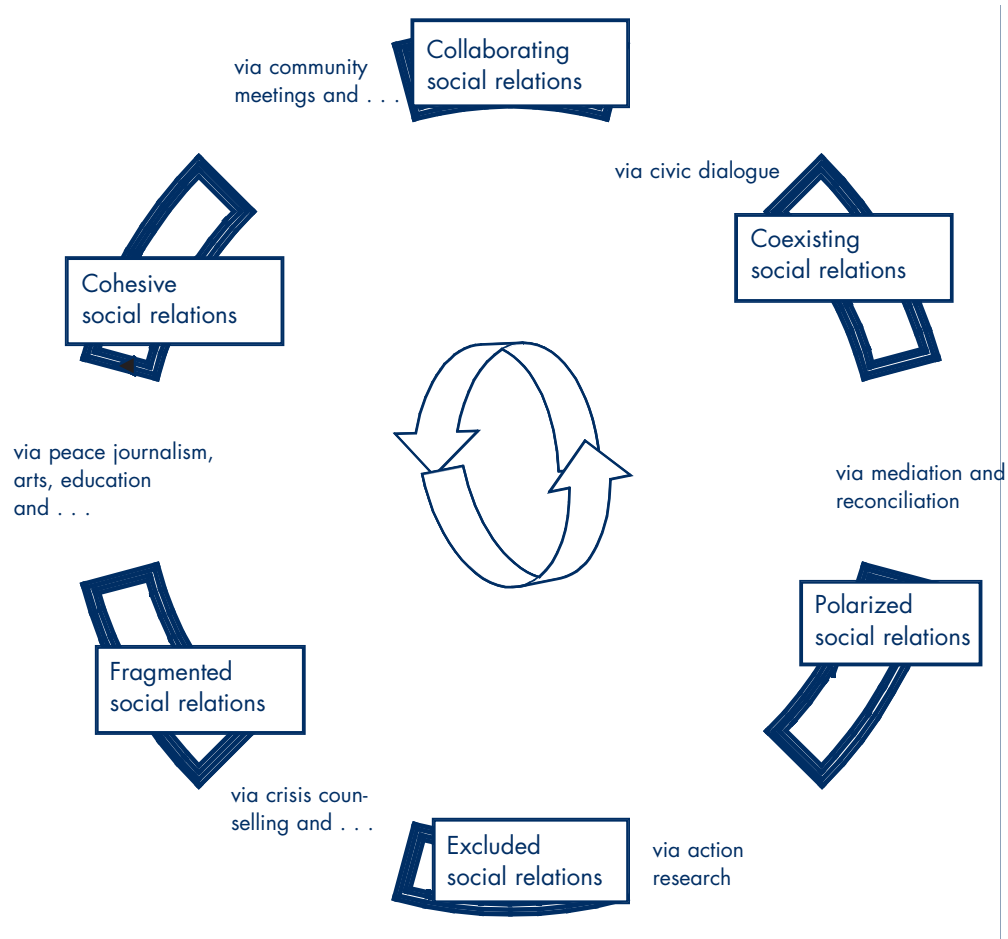 Collaborating
social relations
via community
meetings and . . .
via civic dialogue
Coexisting
social relations
Cohesive
social relations
via peace journalism,
arts, education
and . . .
via mediation and
reconciliation
Polarized
social relations
Fragmented
social relations
via crisis coun-
selling and . . .
Excluded
social relations
via action
research